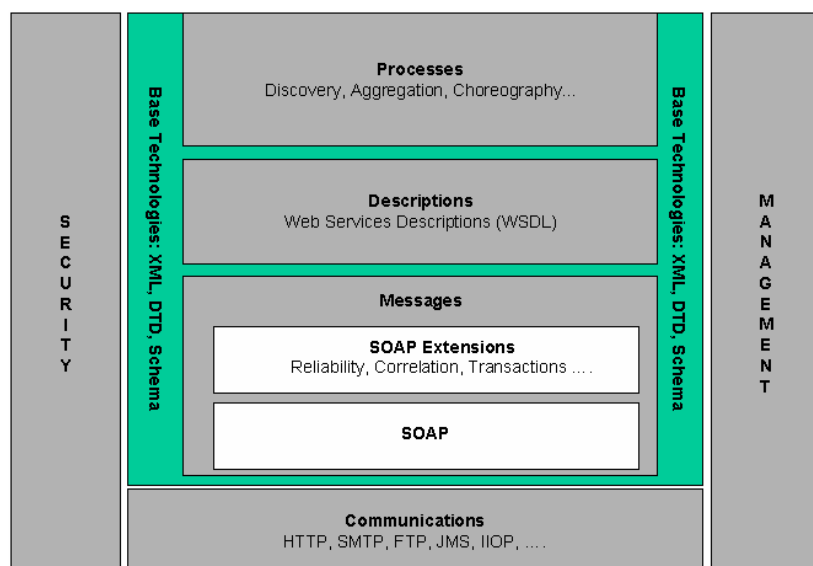 SECURITY
Base Technologies: XML, DTD, Schema
Processes
Discovery, Aggregation, Choreography...
Descriptions
Web Services Descriptions (WSDL)
Messages
SOAP Extensions
Reliability, Correlation, Transactions ....
SOAP
Base Technologies: XML, DTD, Schema
MANAGEMENT
Communications
HTTP, SMTP, FTP, JMS, IIOP, ....